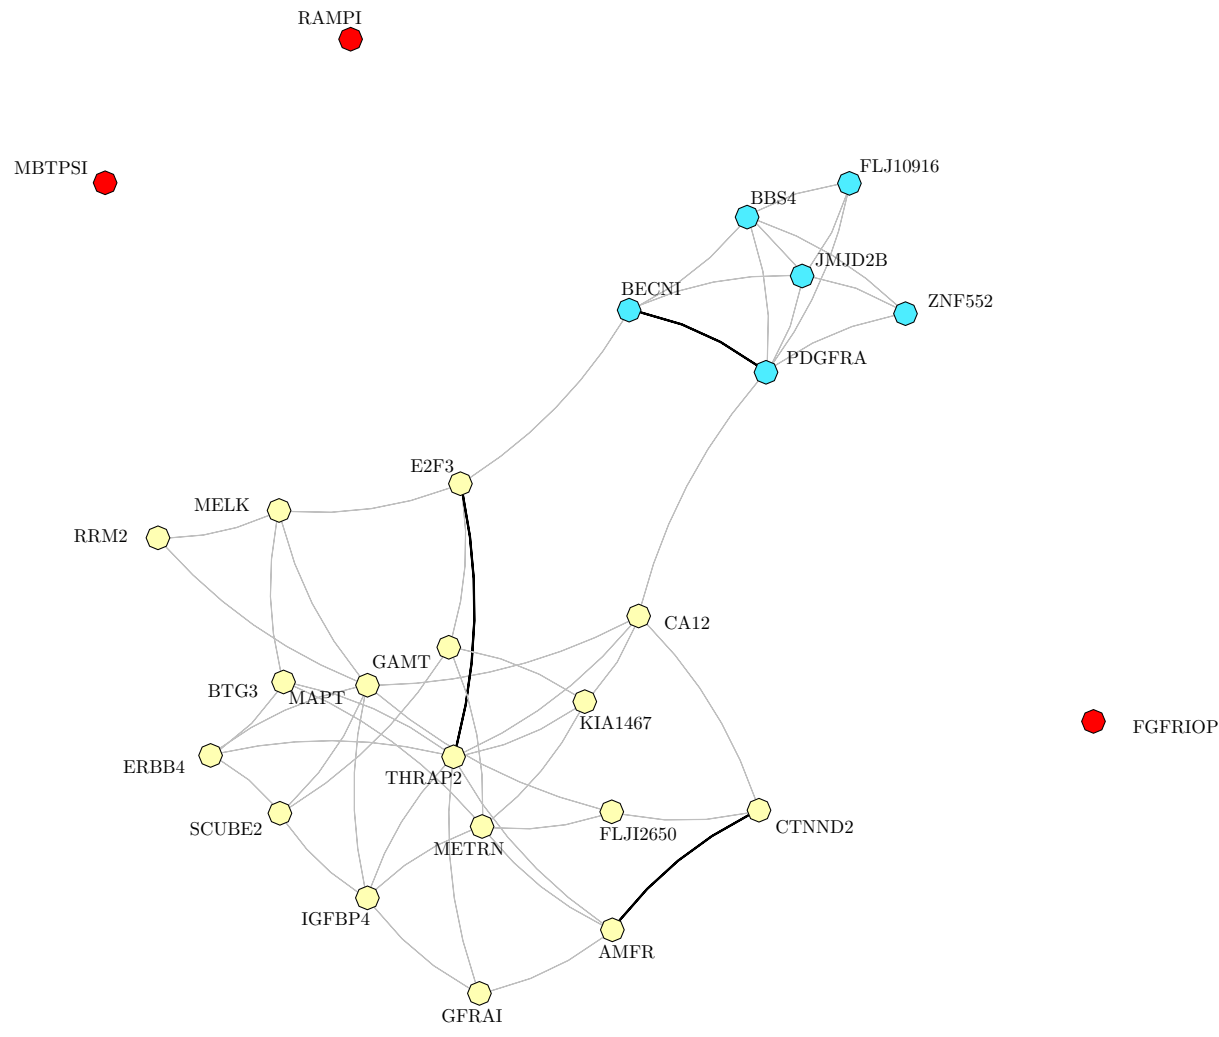 RAMPI
MBTPSI
FLJ10916
BBS4
JMJD2B
BECNI
ZNF552
PDGFRA
E2F3
MELK
RRM2
CA12
GAMT
BTG3
MAPT
KIA1467
FGFRIOP
ERBB4
THRAP2
SCUBE2
FLJI2650
CTNND2
METRN
IGFBP4
AMFR
GFRAI